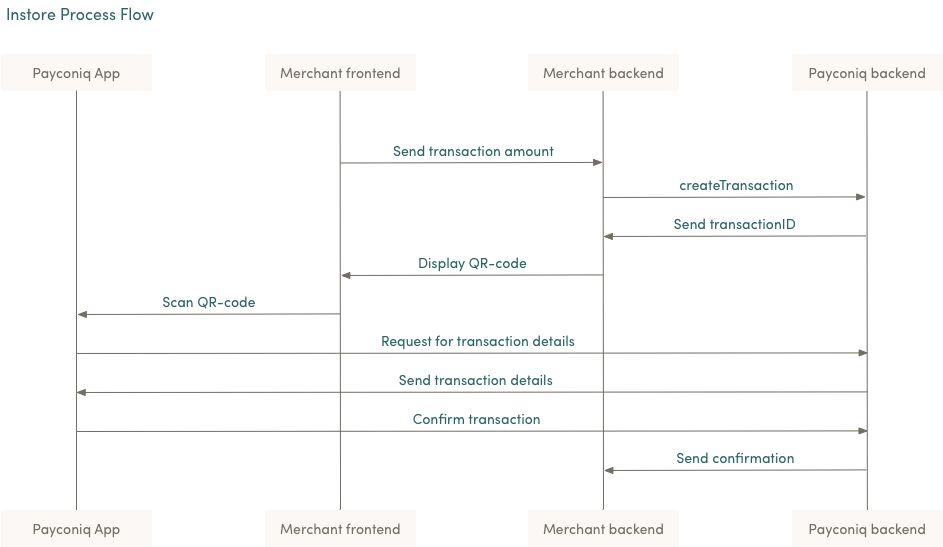 Instore Process Flow
Payconiq App
Merchant frontend
Merchant backend
Payconiq backend
Send transaction amount
createTransaction
Send transactionID
Display QR-code
Scan QR-code
Request for transaction details
Send transaction details
Confirm transaction
Send confirmation
Payconiq App
Merchant frontend
Merchant backend
Payconiq backend